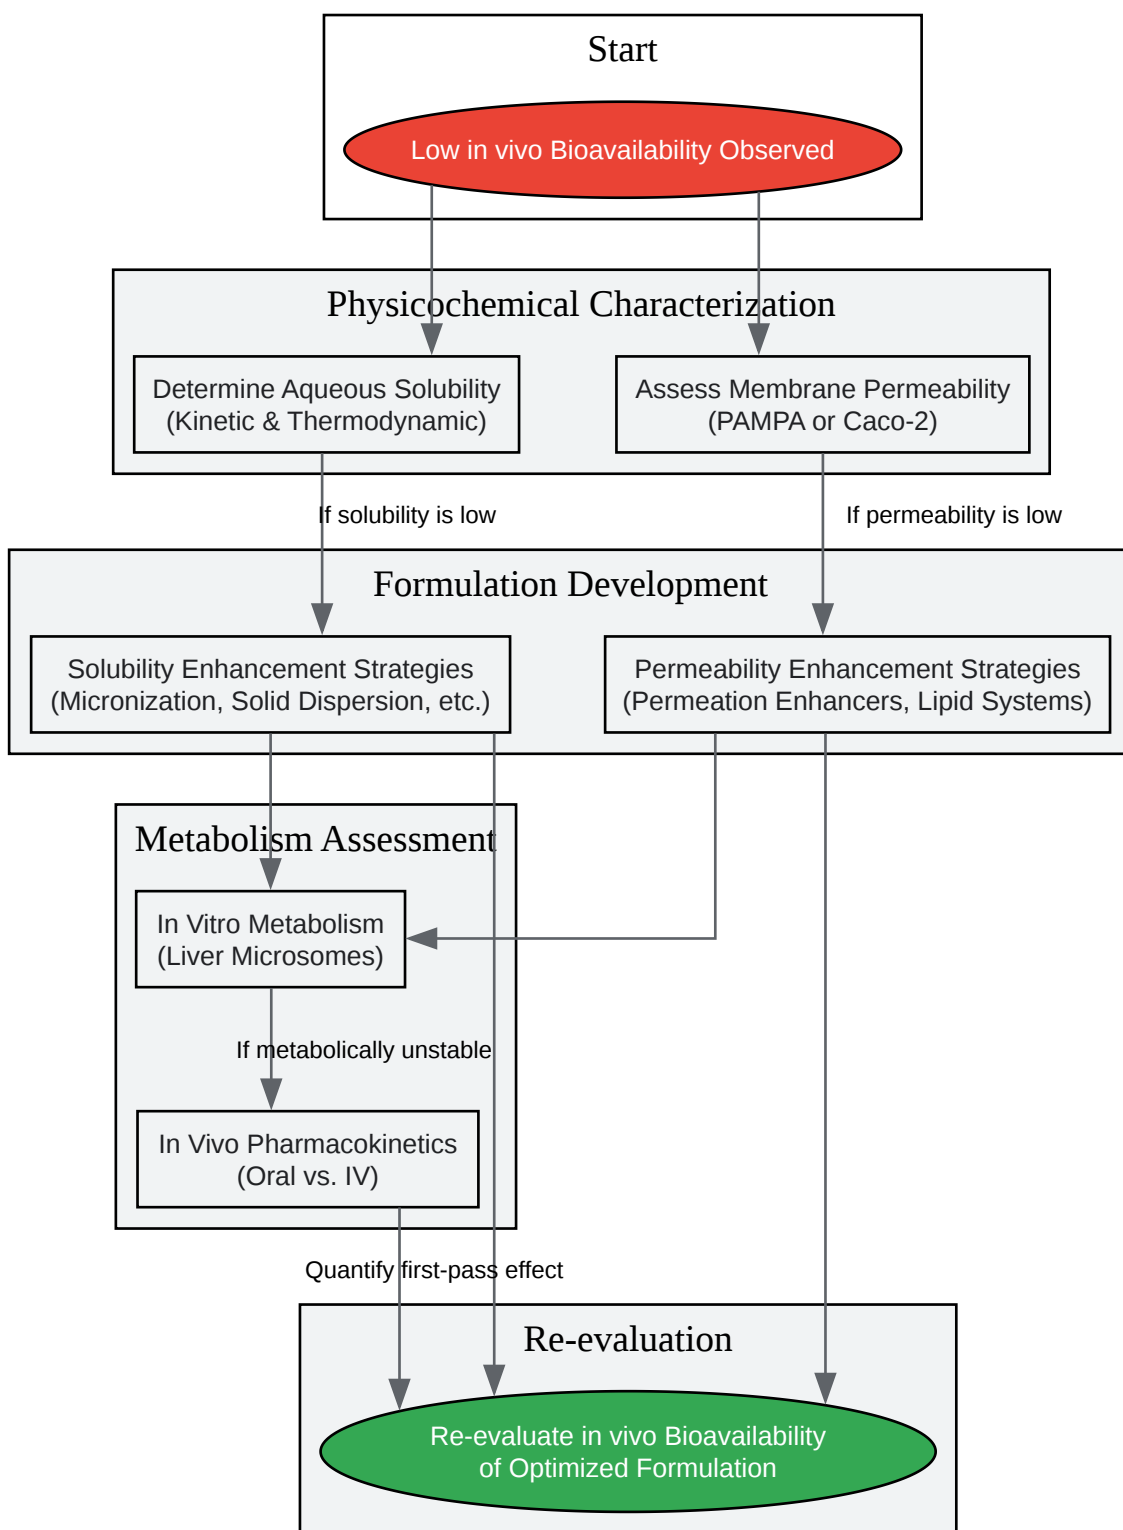 Start
Low in vivo Bioavailability Observed
Physicochemical Characterization
Determine Aqueous Solubility
(Kinetic & Thermodynamic)
Assess Membrane Permeability
(PAMPA or Caco-2)
If solubility is low
If permeability is low
Formulation Development
Solubility Enhancement Strategies
(Micronization, Solid Dispersion, etc.)
Permeability Enhancement Strategies
(Permeation Enhancers, Lipid Systems)
Metabolism Assessment
In Vitro Metabolism
(Liver Microsomes)
If metabolically unstable
In Vivo Pharmacokinetics
(Oral vs. IV)
Quantify first-pass effect
Re-evaluation
Re-evaluate in vivo Bioavailability
of Optimized Formulation